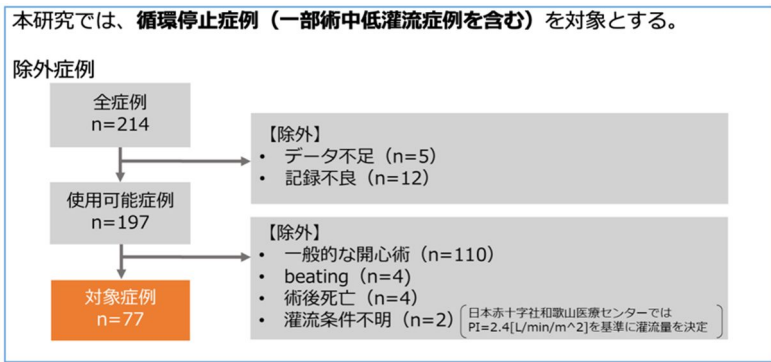 本研究では、循環停止症例（一部術中低灌流症例を含む）を対象とする。
除外症例
全症例
n=214
【除外】
• データ不足（n=5）
• 記録不良（n=12）
使用可能症例
n=197
【除外】
• 一般的な開心術（n=110）
• beating（n=4）
• 術後死亡（n=4）
• 灌流条件不明（n=2）
日本赤十字社和歌山医療センターでは
PI=2.4[L/min/m^2]を基準に灌流量を決定
対象症例
n=77